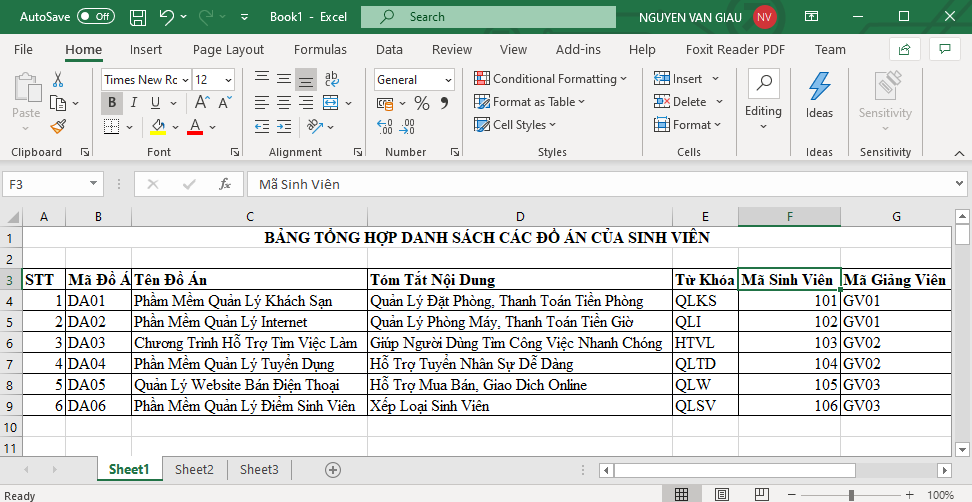 AutoSave Off Book1 - Excel Search NGUYEN VAN GIAU NV
File Home Insert Page Layout Formulas Data Review View Add-ins Help Foxit Reader PDF Team
Paste
Times New Rc 12
B I U
General
Conditional Formatting
Format as Table
Cell Styles
Insert
Delete
Format
Editing
Ideas
Sensitivity
Clipboard Font Alignment Number Styles Cells Ideas Sensitivity
F3 fx Mã Sinh Viên
A B C D E F G
1 BẢNG TỔNG HỢP DANH SÁCH CÁC ĐỒ ÁN CỦA SINH VIÊN
2
3 STT Mã Đồ Á Tên Đồ Án Tóm Tắt Nội Dung Từ Khóa Mã Sinh Viên Mã Giảng Viên
4 1 DA01 Phầm Mềm Quản Lý Khách Sạn Quản Lý Đặt Phòng, Thanh Toán Tiền Phòng QLKS 101 GV01
5 2 DA02 Phần Mềm Quản Lý Internet Quản Lý Phòng Máy, Thanh Toán Tiền Giờ QLI 102 GV01
6 3 DA03 Chương Trình Hỗ Trợ Tìm Việc Làm Giúp Người Dùng Tìm Công Việc Nhanh Chóng HTVL 103 GV02
7 4 DA04 Phần Mềm Quản Lý Tuyển Dụng Hỗ Trợ Tuyển Nhân Sự Dễ Dàng QLTD 104 GV02
8 5 DA05 Quản Lý Website Bán Điện Thoại Hỗ Trợ Mua Bán, Giao Dịch Online QLW 105 GV03
9 6 DA06 Phần Mềm Quản Lý Điểm Sinh Viên Xếp Loại Sinh Viên QLSV 106 GV03
10
11
Sheet1 Sheet2 Sheet3
Ready 100%